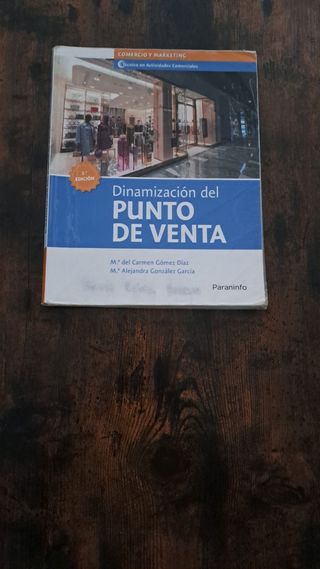 COMERCIO Y MARKETING
Técnico en Actividades Comerciales
EDICIÓN
Dinamización del
PUNTO
DE VENTA
M.ª del Carmen Gómez Díaz
M.ª Alejandra González García
Paraninfo